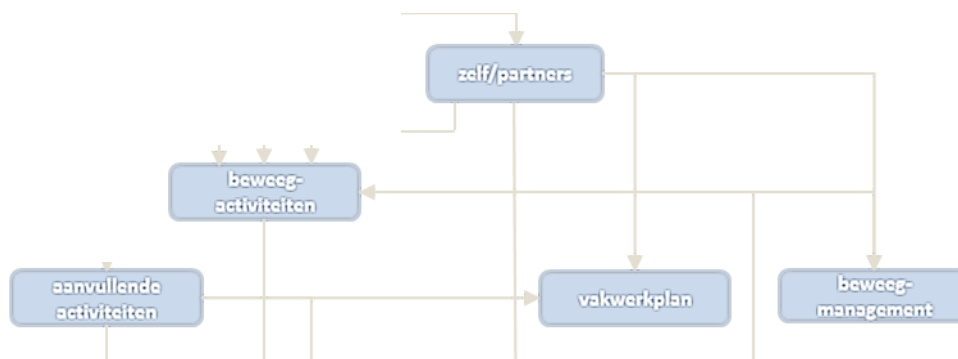 zelf/partners
beweeg-
activiteiten
aanvullende
activiteiten
vakwerkplan
beweeg-
management